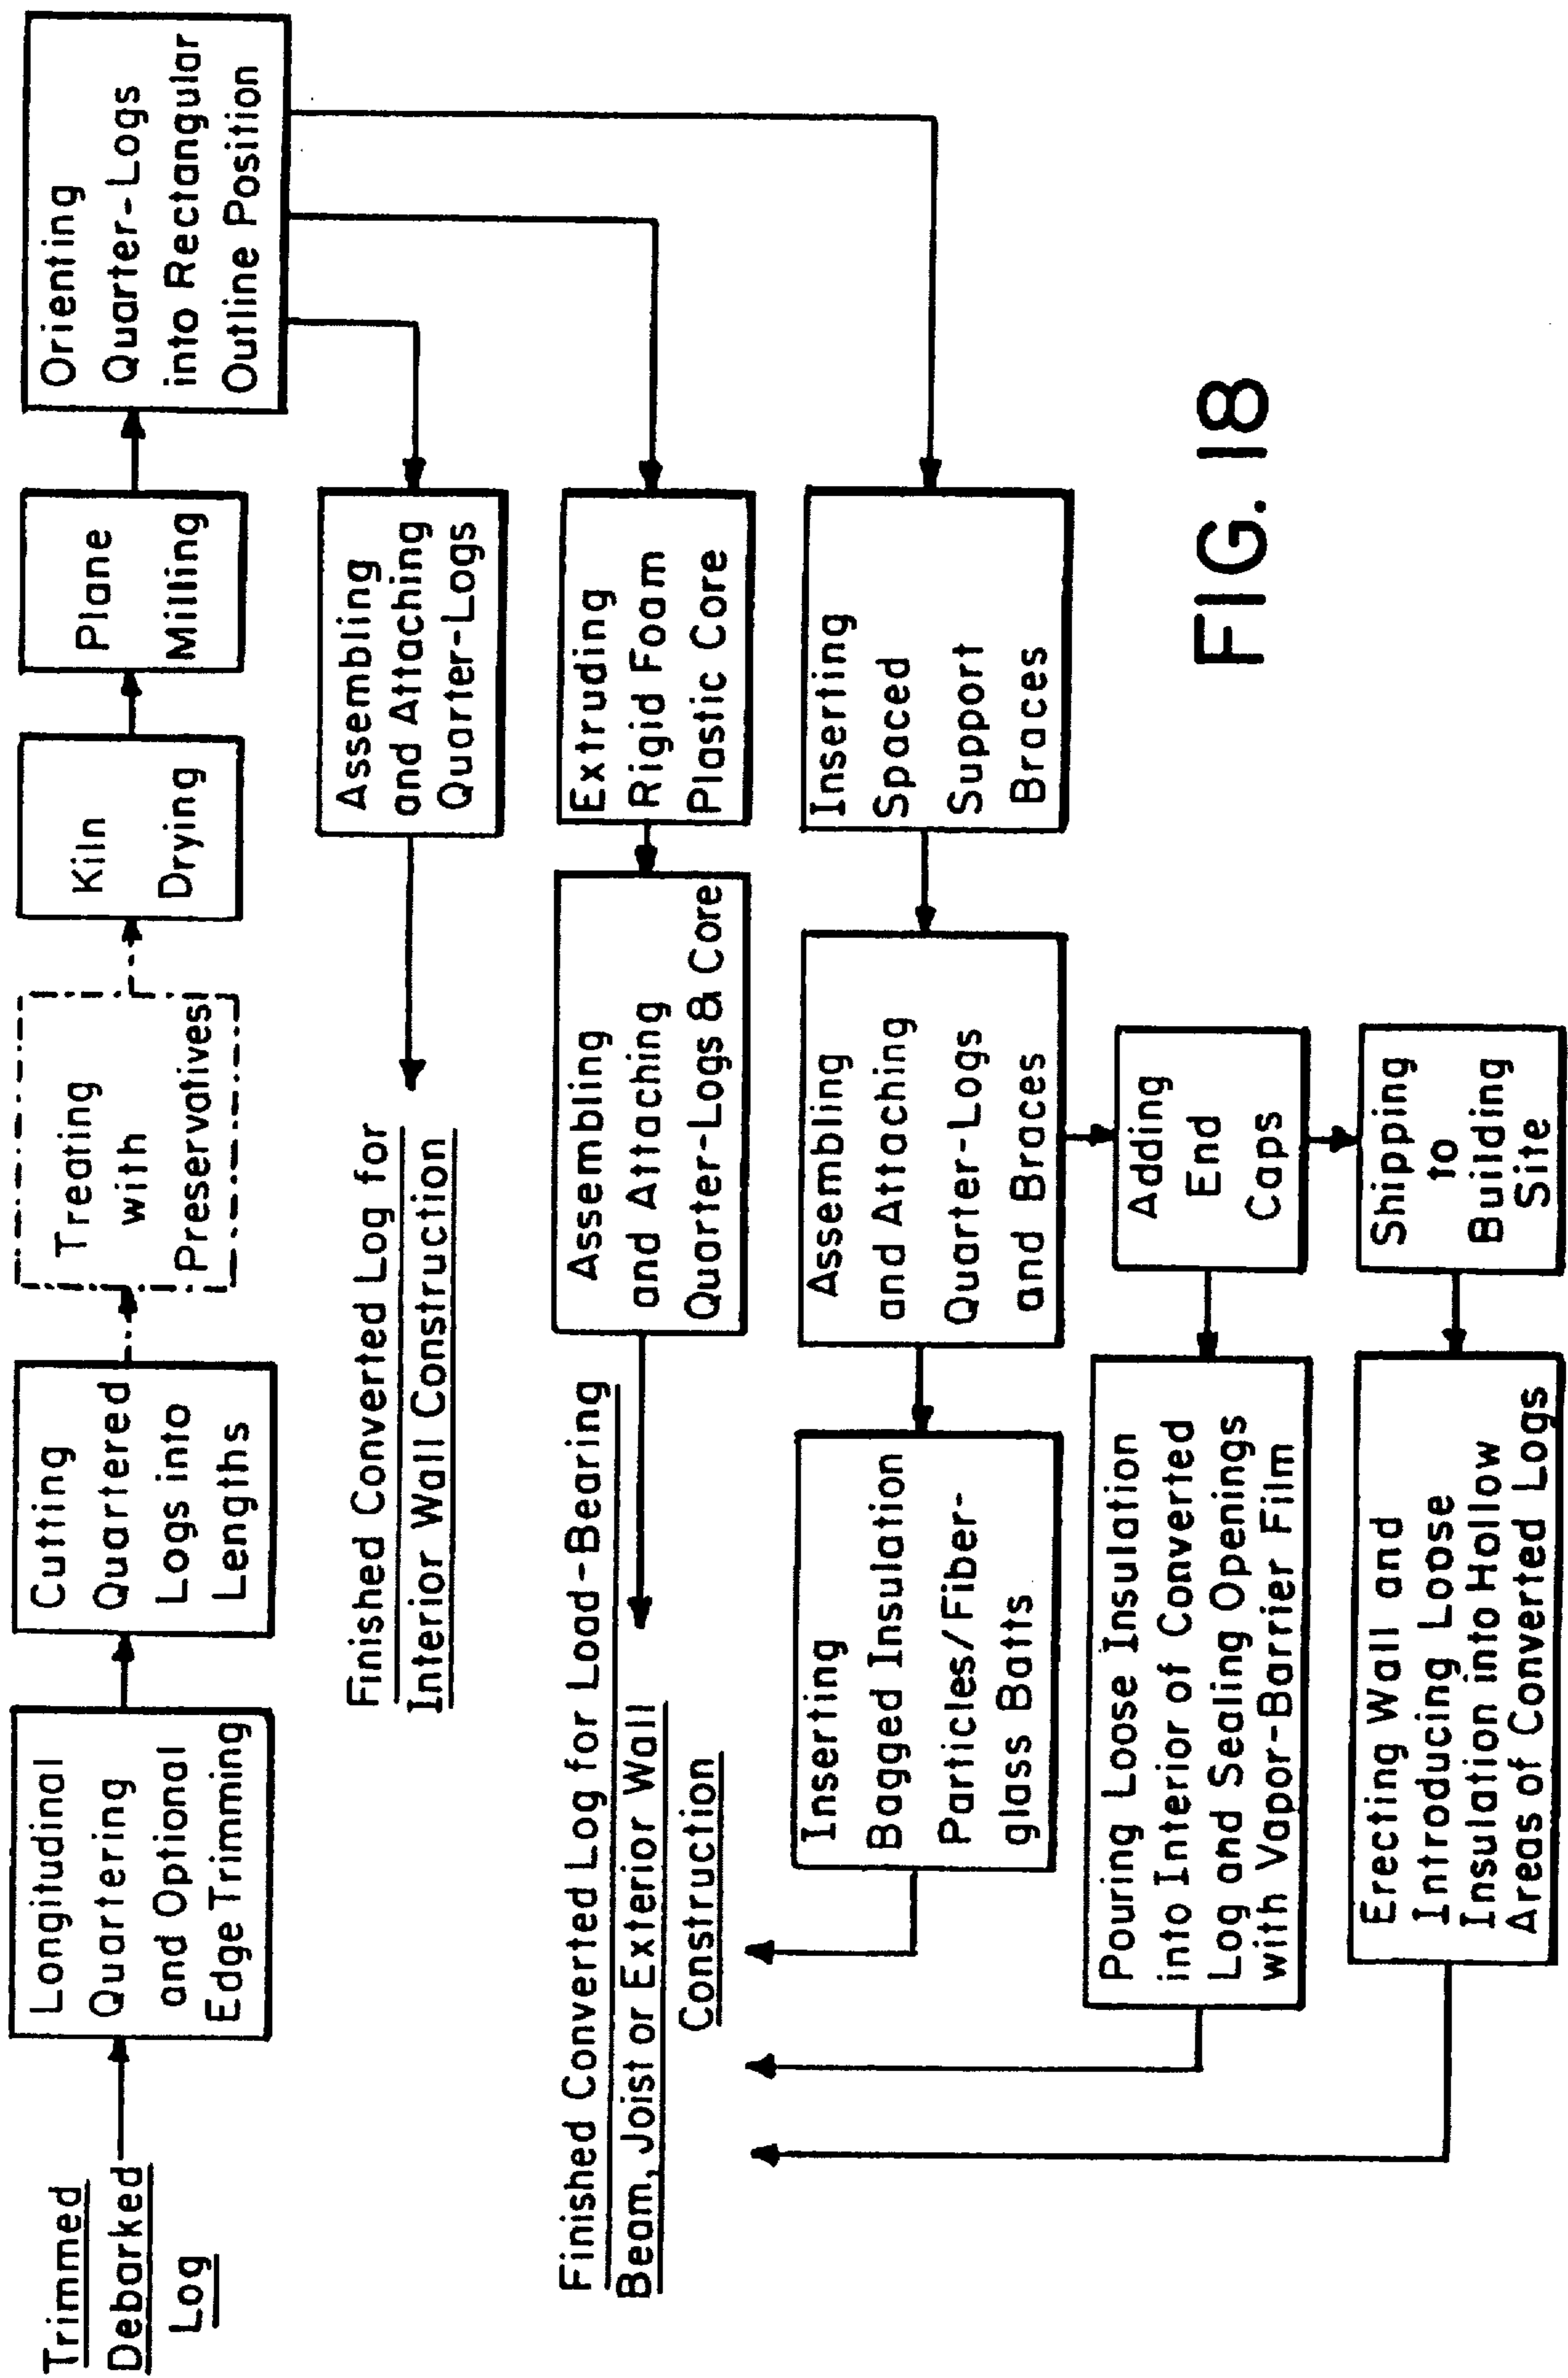 Trimmed
Debarked
Log
Longitudinal
Quartering
and Optional
Edge Trimming
Cutting
Quartered
Logs into
Lengths
Treating
with
Preservatives
Kiln
Drying
Plane
Milling
Orienting
Quarter-Logs
into Rectangular
Outline Position
Assembling
and Attaching
Quarter-Logs
Finished Converted Log for
Interior Wall Construction
Extruding
Rigid Foam
Plastic Core
Assembling
and Attaching
Quarter-Logs & Core
Finished Converted Log for Load-Bearing
Beam, Joist or Exterior Wall
Construction
Inserting
Spaced
Support
Braces
Assembling
and Attaching
Quarter-Logs
and Braces
Inserting
Bagged Insulation
Particles/Fiber-
glass Batts
Adding
End
Caps
Pouring Loose Insulation
into Interior of Converted
Log and Sealing Openings
with Vapor-Barrier Film
Shipping
to
Building
Site
Erecting Wall and
Introducing Loose
Insulation into Hollow
Areas of Converted Logs
FIG. 18